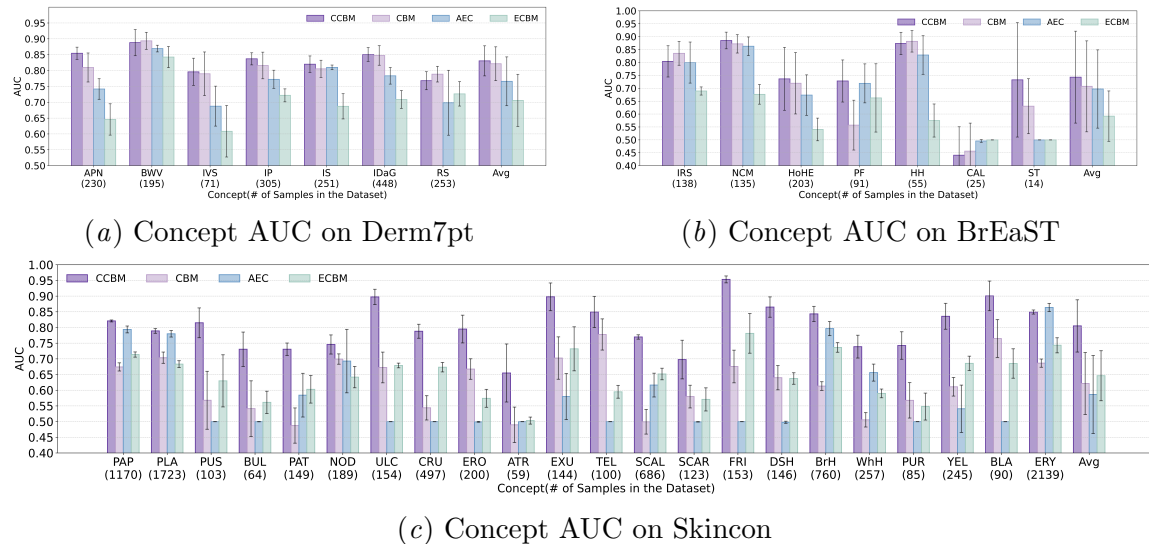 CCBM CBM AEC ECBM
AUC
0.95
0.90
0.85
0.80
0.75
0.70
0.65
0.60
0.55
0.50
APN BWV IVS IP IS IDaG RS Avg
(230) (195) (71) (305) (251) (448) (253)
Concept(# of Samples in the Dataset)
(a) Concept AUC on Derm7pt
CCBM CBM AEC ECBM
AUC
1.00
0.95
0.90
0.85
0.80
0.75
0.70
0.65
0.60
0.55
0.50
0.45
0.40
IRS NCM HoHE PF HH CAL ST Avg
(138) (135) (203) (91) (55) (25) (14)
Concept(# of Samples in the Dataset)
(b) Concept AUC on BrEaST
CCBM CBM AEC ECBM
AUC
1.00
0.95
0.90
0.85
0.80
0.75
0.70
0.65
0.60
0.55
0.50
0.45
0.40
PAP PLA PUS BUL PAT NOD ULC CRU ERO ATR EXU TEL SCAL SCAR FRI DSH BrH WhH PUR YEL BLA ERY Avg
(1170) (1723) (103) (64) (149) (189) (154) (497) (200) (59) (144) (100) (686) (123) (153) (146) (760) (257) (85) (245) (90) (2139)
Concept(# of Samples in the Dataset)
(c) Concept AUC on Skincon